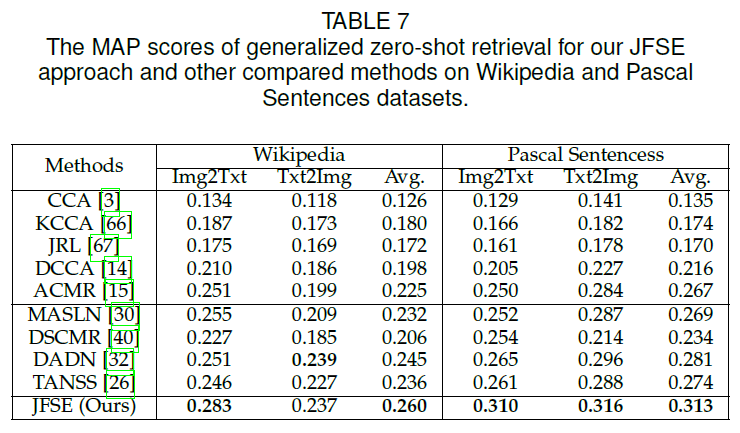 TABLE 7
The MAP scores of generalized zero-shot retrieval for our JFSE
approach and other compared methods on Wikipedia and Pascal
Sentences datasets.
Methods Wikipedia Pascal Sentencess
Img2Txt Txt2Img Avg. Img2Txt Txt2Img Avg.
CCA [3] 0.134 0.118 0.126 0.129 0.141 0.135
KCCA [66] 0.187 0.173 0.180 0.166 0.182 0.174
JRL [67] 0.175 0.169 0.172 0.161 0.178 0.170
DCCA [14] 0.210 0.186 0.198 0.205 0.227 0.216
ACMR [15] 0.251 0.199 0.225 0.250 0.284 0.267
MASLN [30] 0.255 0.209 0.232 0.252 0.287 0.269
DSCMR [40] 0.227 0.185 0.206 0.254 0.214 0.234
DADN [32] 0.251 0.239 0.245 0.265 0.296 0.281
TANSS [26] 0.246 0.227 0.236 0.261 0.288 0.274
JFSE (Ours) 0.283 0.237 0.260 0.310 0.316 0.313